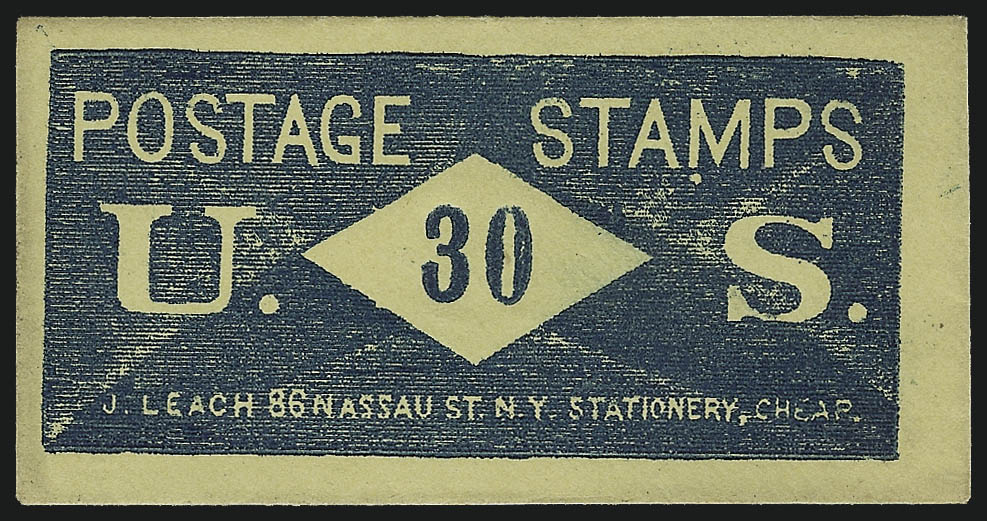 POSTAGE STAMPS
U. 30 S.
J. LEACH 86 NASSAU ST. N.Y. STATIONERY, CHEAP.